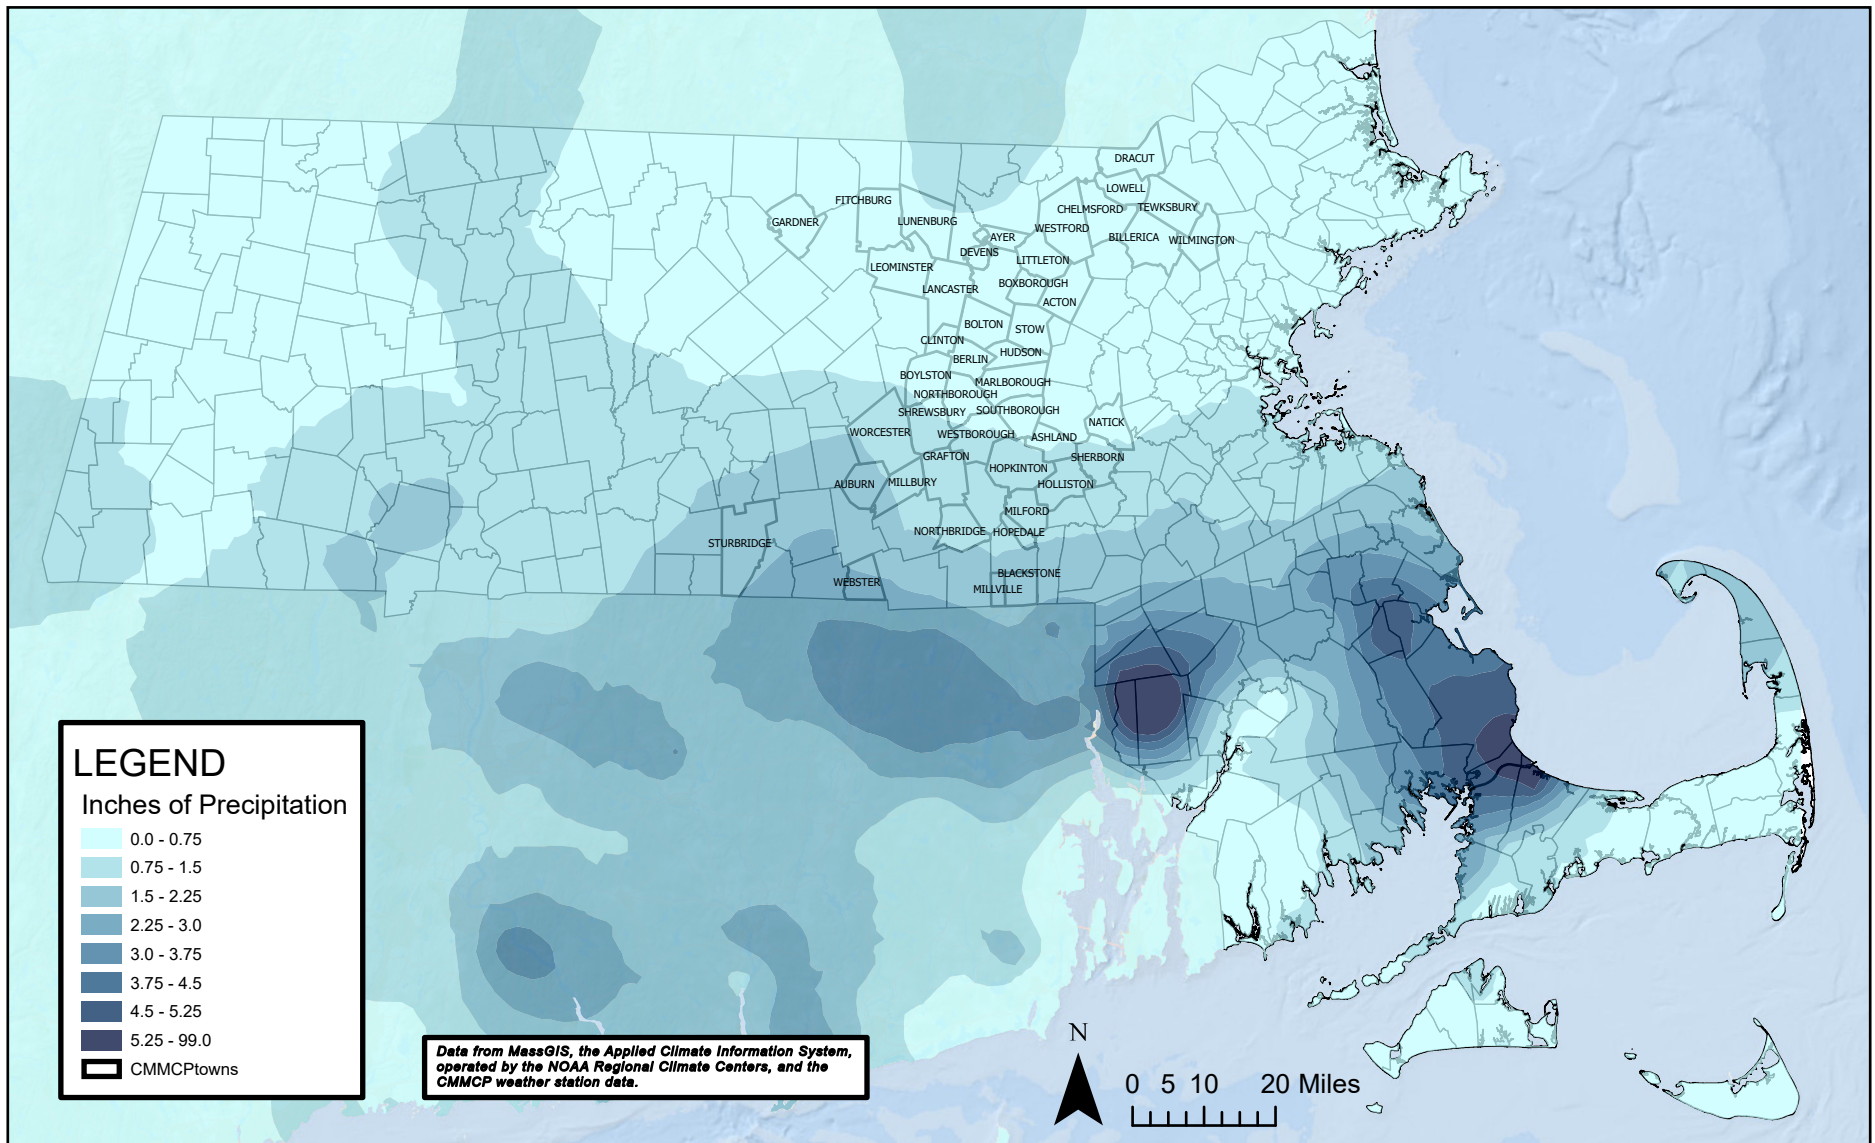 DRACUT
LOWELL
FITCHBURG
CHELMSFORD TEWKSBURY
GARDNER
LUNENBURG
WESTFORD
AYER
BILLERICA
WILMINGTON
DEVENS
LITTLETON
LEOMINSTER
BOXBOROUGH
LANCASTER
ACTON
BOLTON
STOW
CLINTON
HUDSON
BERLIN
BOYLSTON
MARLBOROUGH
NORTHBOROUGH
SHREWSBURY
SOUTHBOROUGH
NATICK
WORCESTER
WESTBOROUGH
ASHLAND
GRAFTON
SHERBORN
HOPKINTON
AUBURN
MILLBURY
HOLLISTON
MILFORD
NORTHBRIDGE
HOPEDALE
STURBRIDGE
BLACKSTONE
WEBSTER
MILLVILLE
LEGEND
Inches of Precipitation
0.0 - 0.75
0.75 - 1.5
1.5 - 2.25
2.25 - 3.0
3.0 - 3.75
3.75 - 4.5
4.5 - 5.25
5.25 - 99.0
CMMCPtowns
Data from MassGIS, the Applied Climate Information System,
operated by the NOAA Regional Climate Centers, and the
CMMCP weather station data.
N
0 5 10 20 Miles